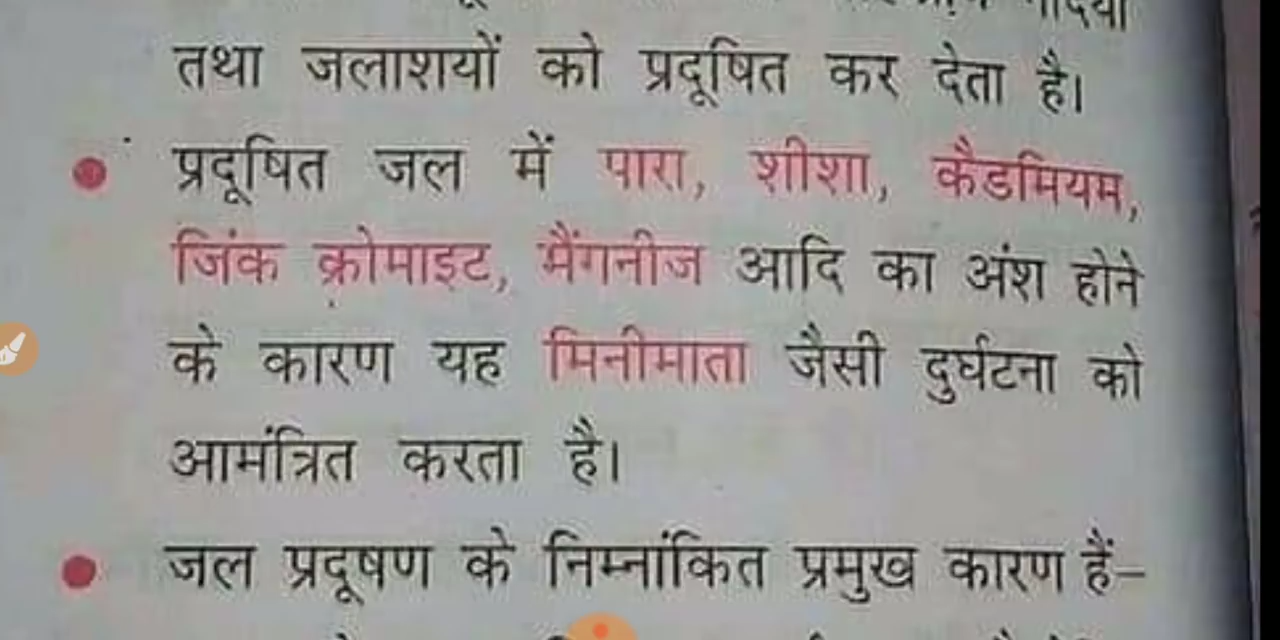 तथा जलाशयों को प्रदूषित कर देता है।
प्रदूषित जल में पारा, शीशा, कैडमियम,
जिंक क्रोमाइट, मैंगनीज आदि का अंश होने
के कारण यह मिनीमाता जैसी दुर्घटना को
आमंत्रित करता है।
जल प्रदूषण के निम्नांकित प्रमुख कारण हैं–